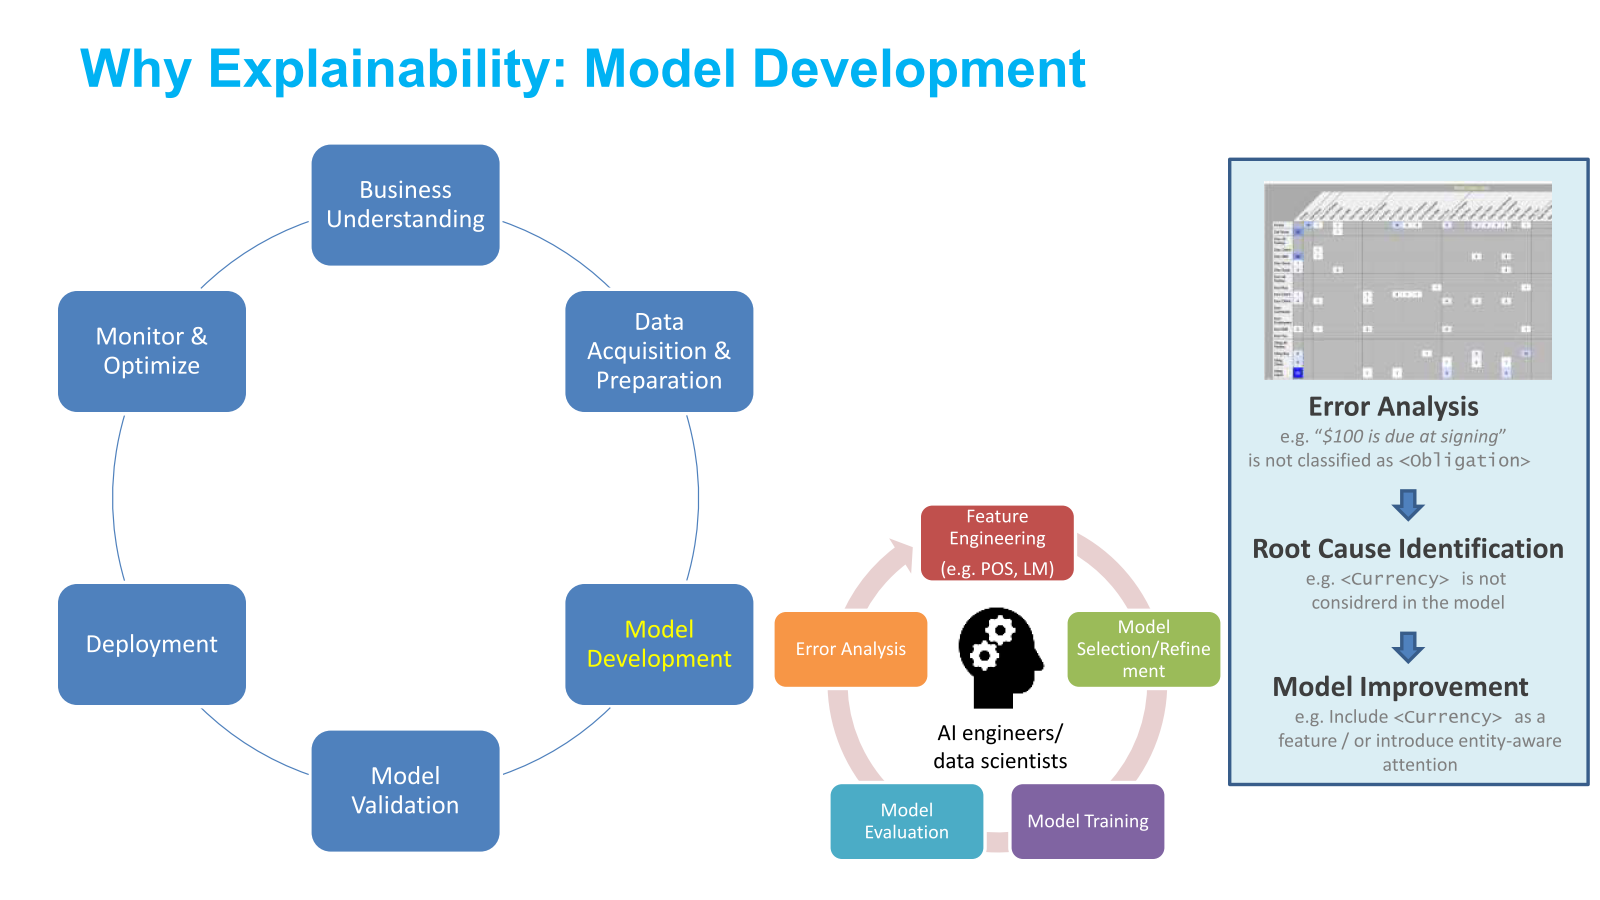 Why Explainability: Model Development
Business
Understanding
Data
Acquisition &
Preparation
Model
Development
Model
Validation
Deployment
Monitor &
Optimize
Feature
Engineering
(e.g. POS, LM)
Model
Selection/Refine
ment
Model Training
Model
Evaluation
Error Analysis
AI engineers/
data scientists
Error Analysis
e.g. “$100 is due at signing”
is not classified as <Obligation>
Root Cause Identification
e.g. <Currency> is not
considrerd in the model
Model Improvement
e.g. Include <Currency> as a
feature / or introduce entity-aware
attention